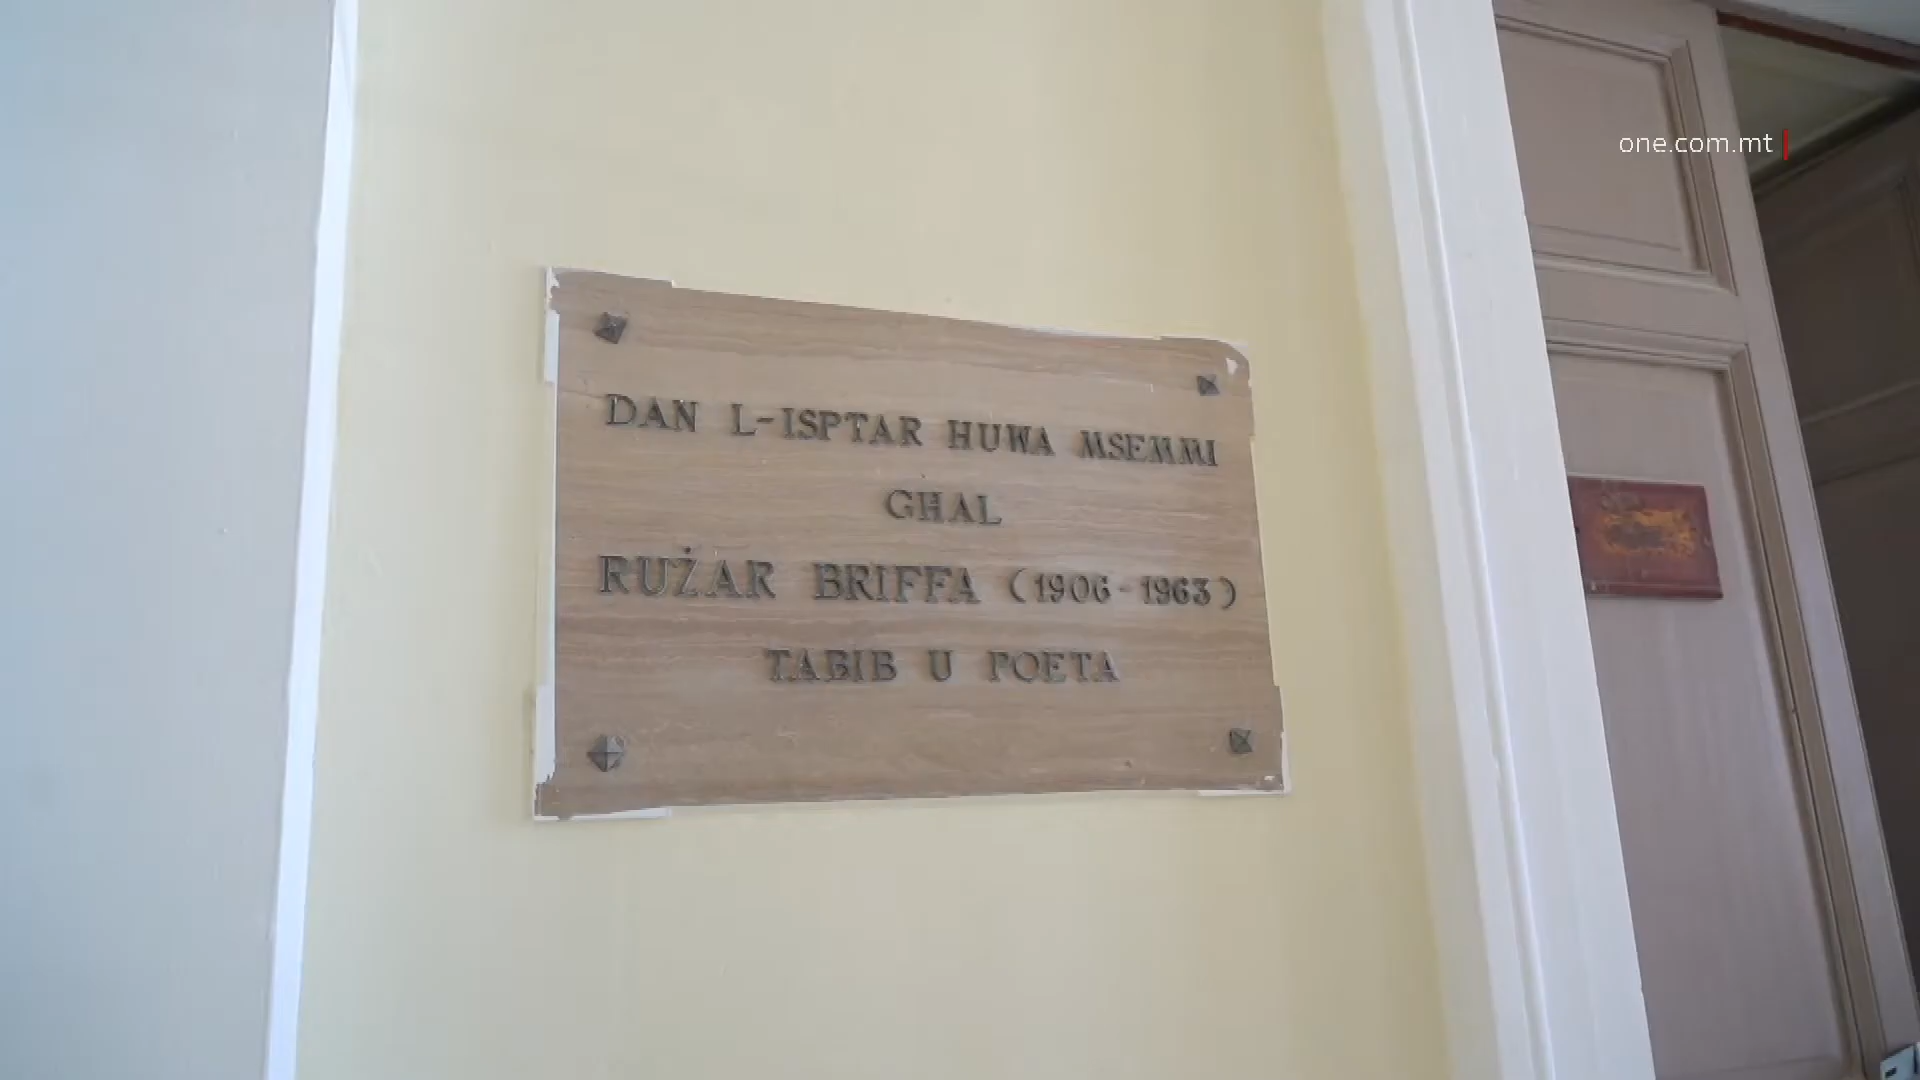 one.com.mt
DAN L-ISPTAR HUWA MSEMMI
GHAL
RUŻAR BRIFFA (1906-1963)
TABIB U POETA